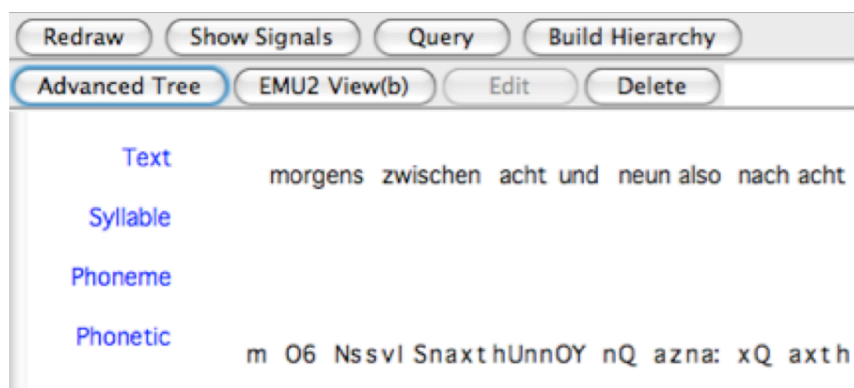 Redraw Show Signals Query Build Hierarchy
Advanced Tree EMU2 View(b) Edit Delete
Text morgens zwischen acht und neun also nach acht
Syllable
Phoneme
Phonetic m O6 NssvI SnaxthUnnOY nQ azna: xQ axth